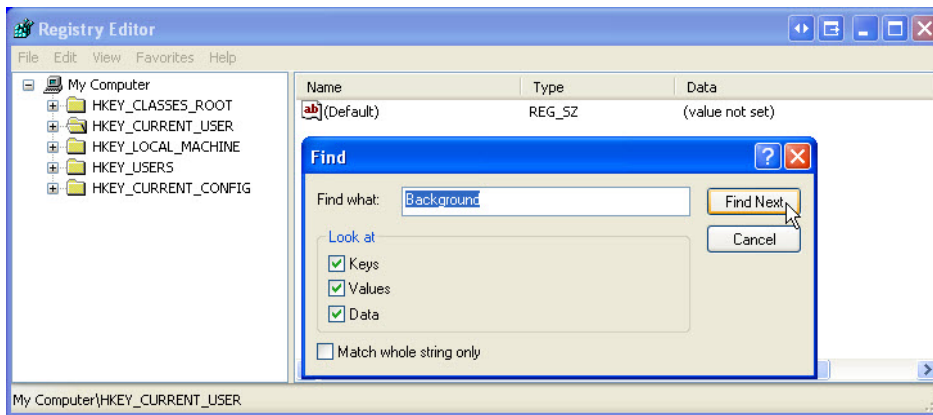 Registry Editor
File Edit View Favorites Help
My Computer
HKEY_CLASSES_ROOT
HKEY_CURRENT_USER
HKEY_LOCAL_MACHINE
HKEY_USERS
HKEY_CURRENT_CONFIG
Name Type Data
ab (Default) REG_SZ (value not set)
Find
Find what: Background Find Next
Cancel
Look at
Keys
Values
Data
Match whole string only
My Computer\HKEY_CURRENT_USER